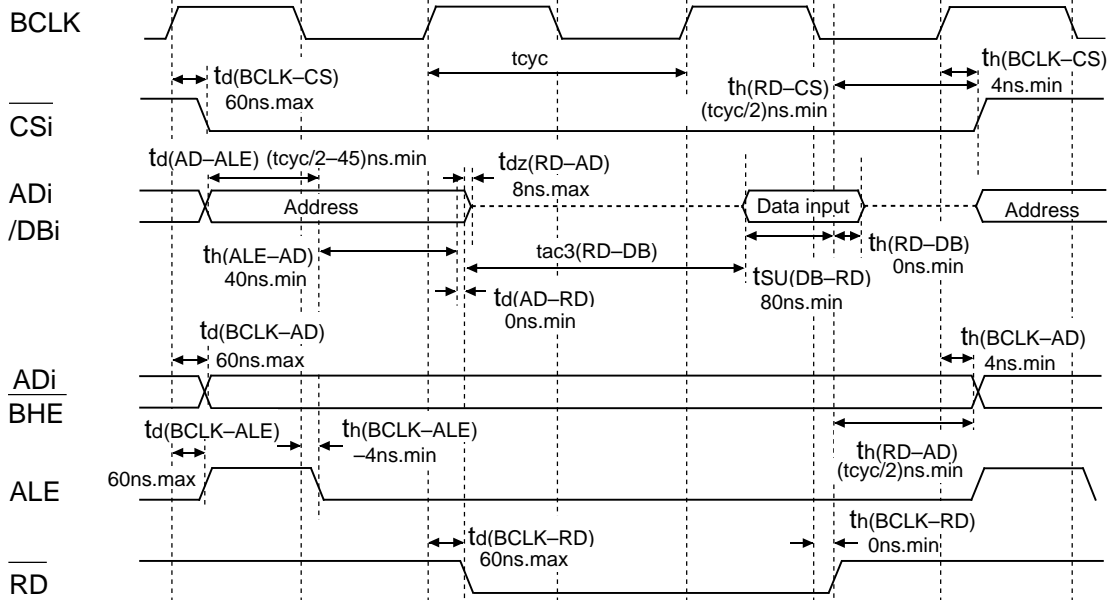 BCLK
tcyc
td(BCLK–CS)
60ns.max
th(RD–CS)
(tcyc/2)ns.min
th(BCLK–CS)
4ns.min
CSi
td(AD–ALE) (tcyc/2–45)ns.min
tdz(RD–AD)
8ns.max
ADi
/DBi
Address
Data input
Address
th(ALE–AD)
40ns.min
tac3(RD–DB)
th(RD–DB)
0ns.min
tSU(DB–RD)
80ns.min
td(AD–RD)
0ns.min
td(BCLK–AD)
60ns.max
th(BCLK–AD)
4ns.min
ADi
BHE
td(BCLK–ALE)
60ns.max
th(BCLK–ALE)
–4ns.min
th(RD–AD)
(tcyc/2)ns.min
ALE
td(BCLK–RD)
60ns.max
th(BCLK–RD)
0ns.min
RD